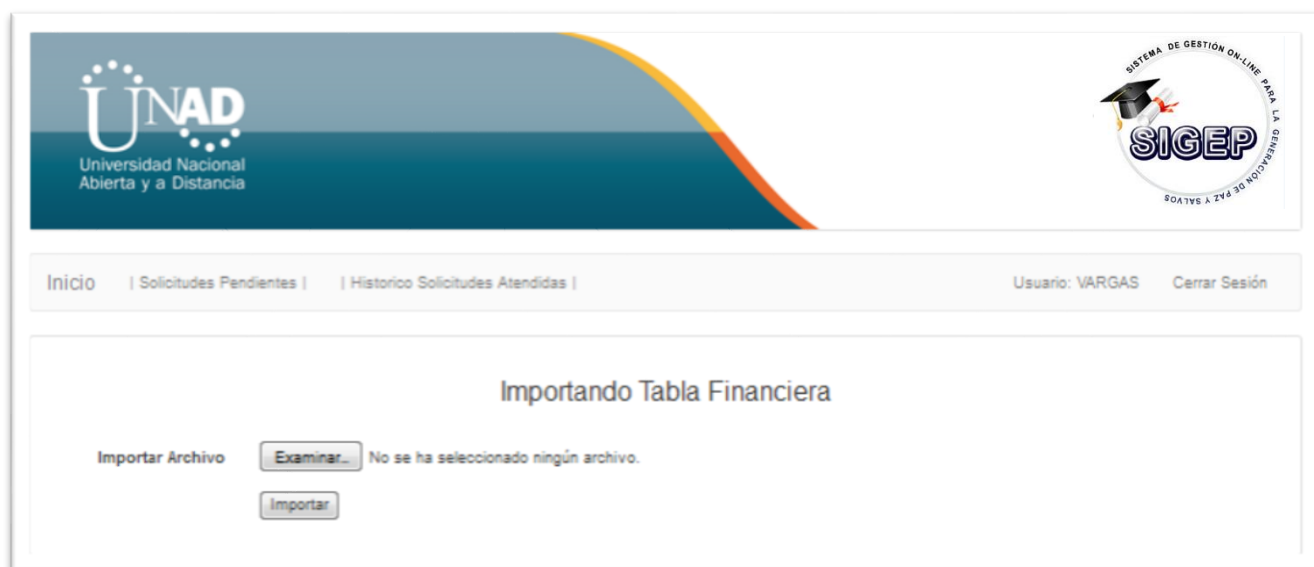 UNAD
Universidad Nacional
Abierta y a Distancia
SISTEMA DE GESTIÓN ON-LINE PARA LA GENERACIÓN DE PAZ Y SALVOS
SIGEP
Inicio | Solicitudes Pendientes | | Historico Solicitudes Atendidas | Usuario: VARGAS Cerrar Sesión
Importando Tabla Financiera
Importar Archivo Examinar... No se ha seleccionado ningún archivo.
Importar